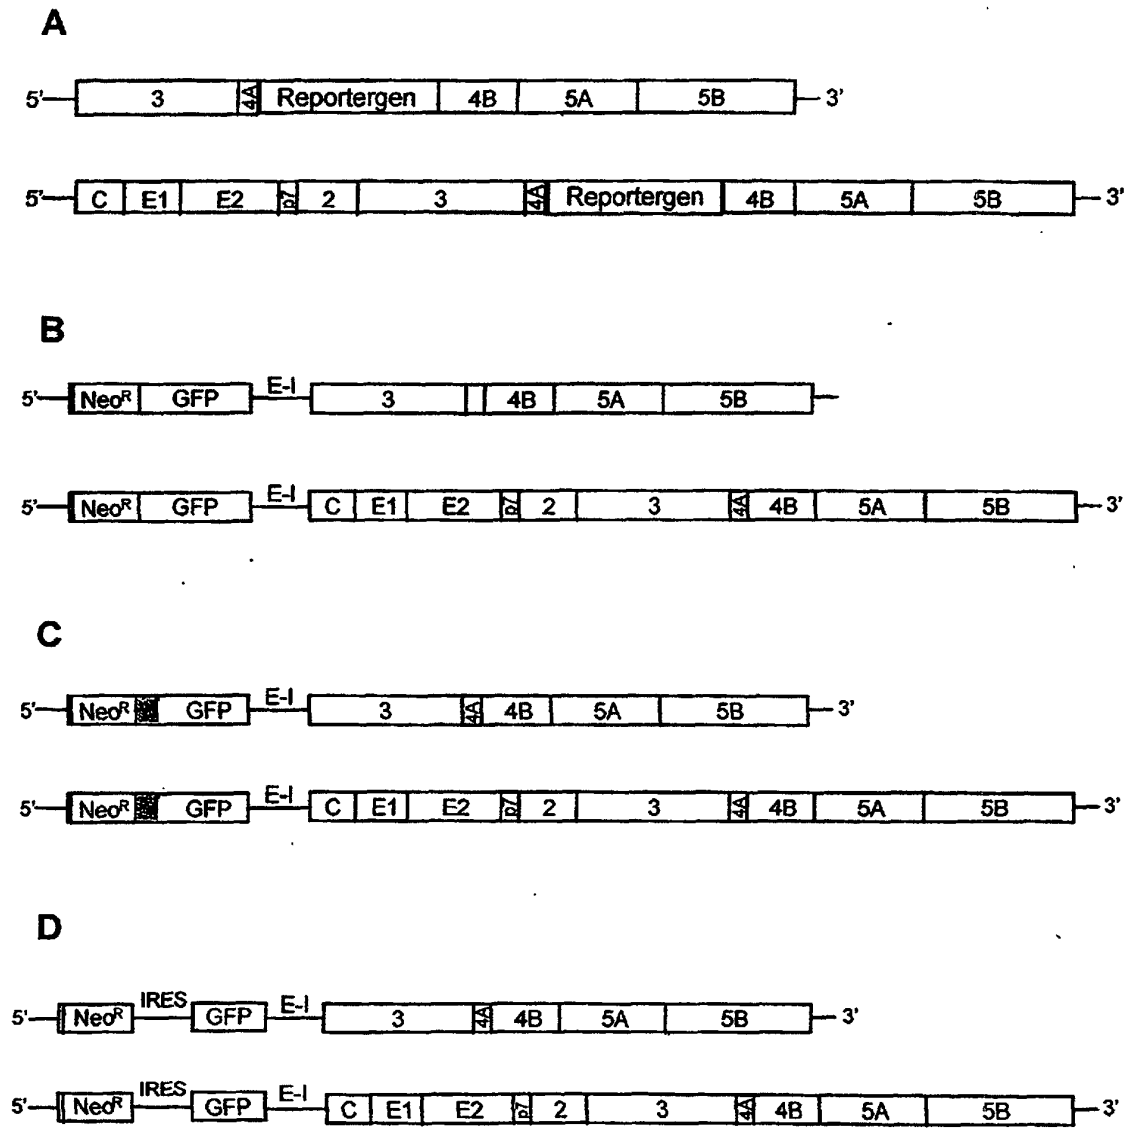 A
5' 3 4A Reportergen 4B 5A 5B 3'
5' C E1 E2 p7 2 3 4A Reportergen 4B 5A 5B 3'
B
5' Neoᴿ GFP E-I 3 4B 5A 5B
5' Neoᴿ GFP E-I C E1 E2 p7 2 3 4A 4B 5A 5B 3'
C
5' Neoᴿ GFP E-I 3 4A 4B 5A 5B 3'
5' Neoᴿ GFP E-I C E1 E2 p7 2 3 4A 4B 5A 5B 3'
D
5' Neoᴿ IRES GFP E-I 3 4A 4B 5A 5B 3'
5' Neoᴿ IRES GFP E-I C E1 E2 p7 2 3 4A 4B 5A 5B 3'